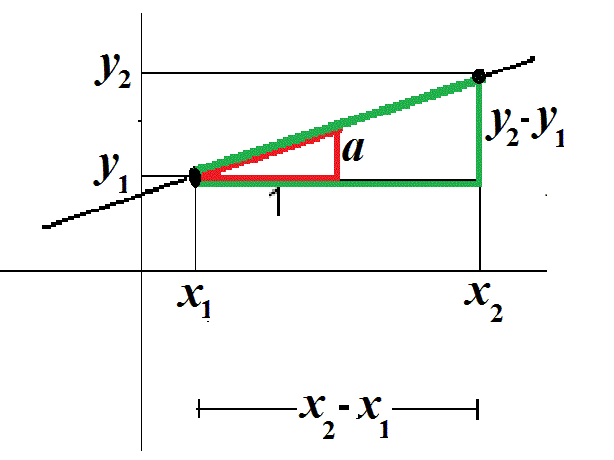 y₂
y₂-y₁
a
y₁
1
x₁
x₂
x₂-x₁